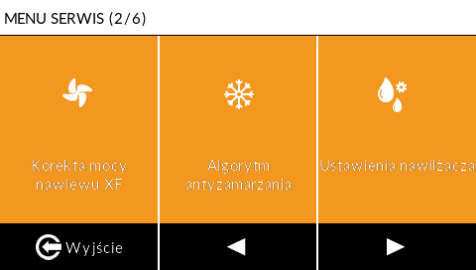 MENU SERWIS (2/6)
Korekta mocy
nawiewu XF
Algorytm
antyzamarzania
Ustawienia nawilżacza
Wyjście